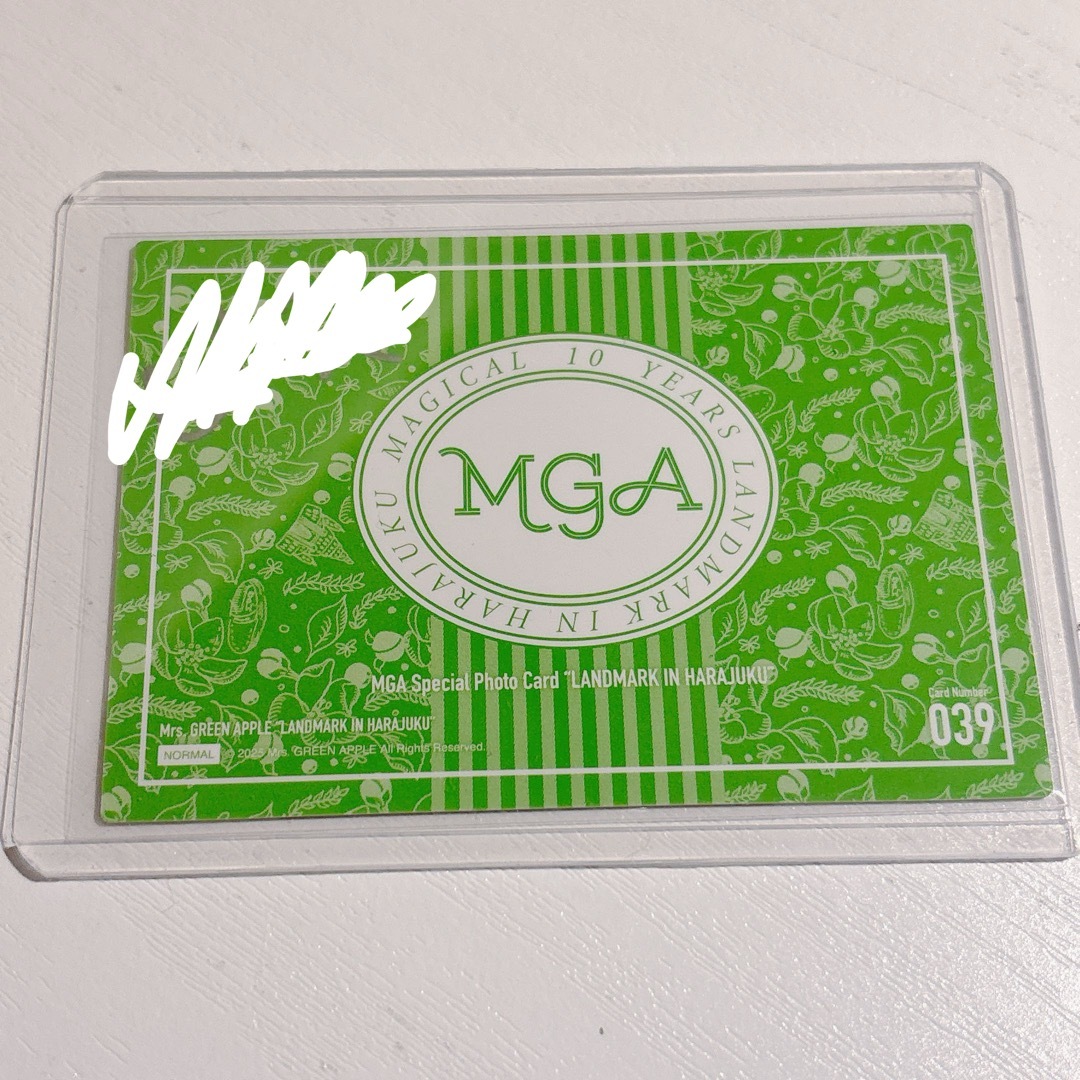 MAGICAL 10 YEARS LANDMARK IN HARAJUKU
MGA
MGA Special Photo Card “LANDMARK IN HARAJUKU”
Card Number
039
Mrs. GREEN APPLE “LANDMARK IN HARAJUKU”
NORMAL © 2025 Mrs. GREEN APPLE All Rights Reserved.